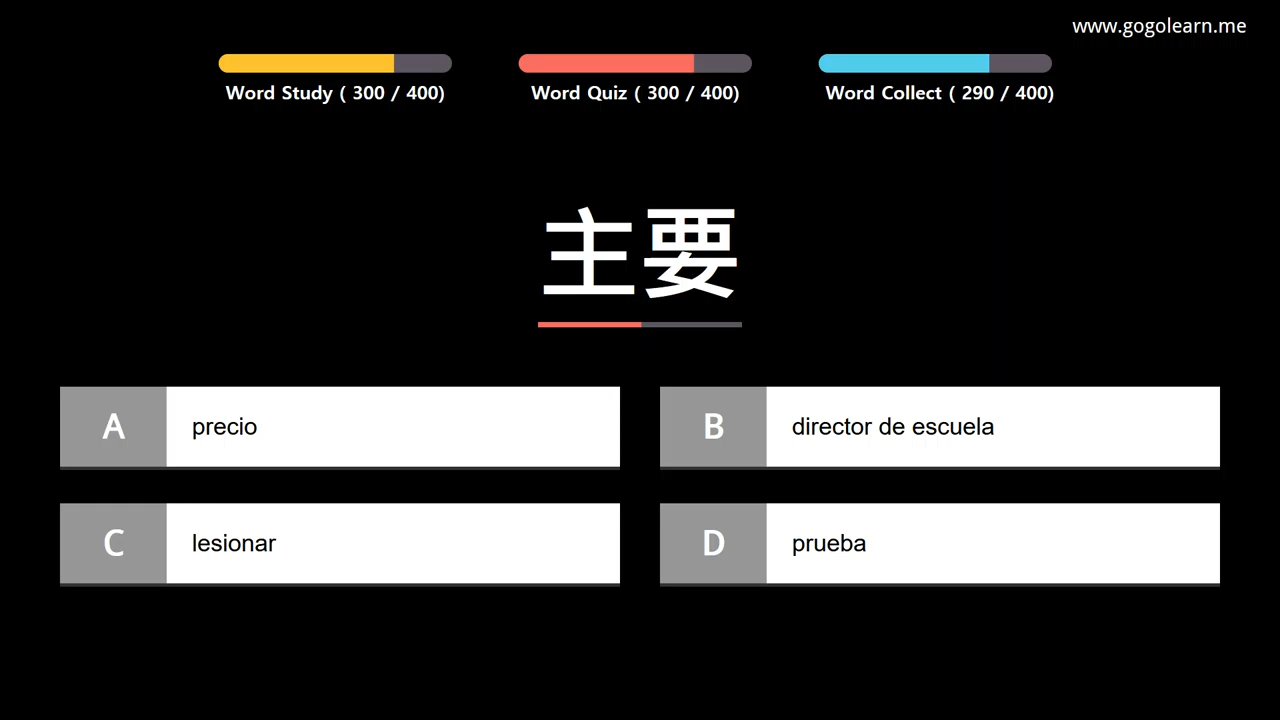 www.gogolearn.me
Word Study ( 300 / 400)
Word Quiz ( 300 / 400)
Word Collect ( 290 / 400)
主要
A precio
B director de escuela
C lesionar
D prueba